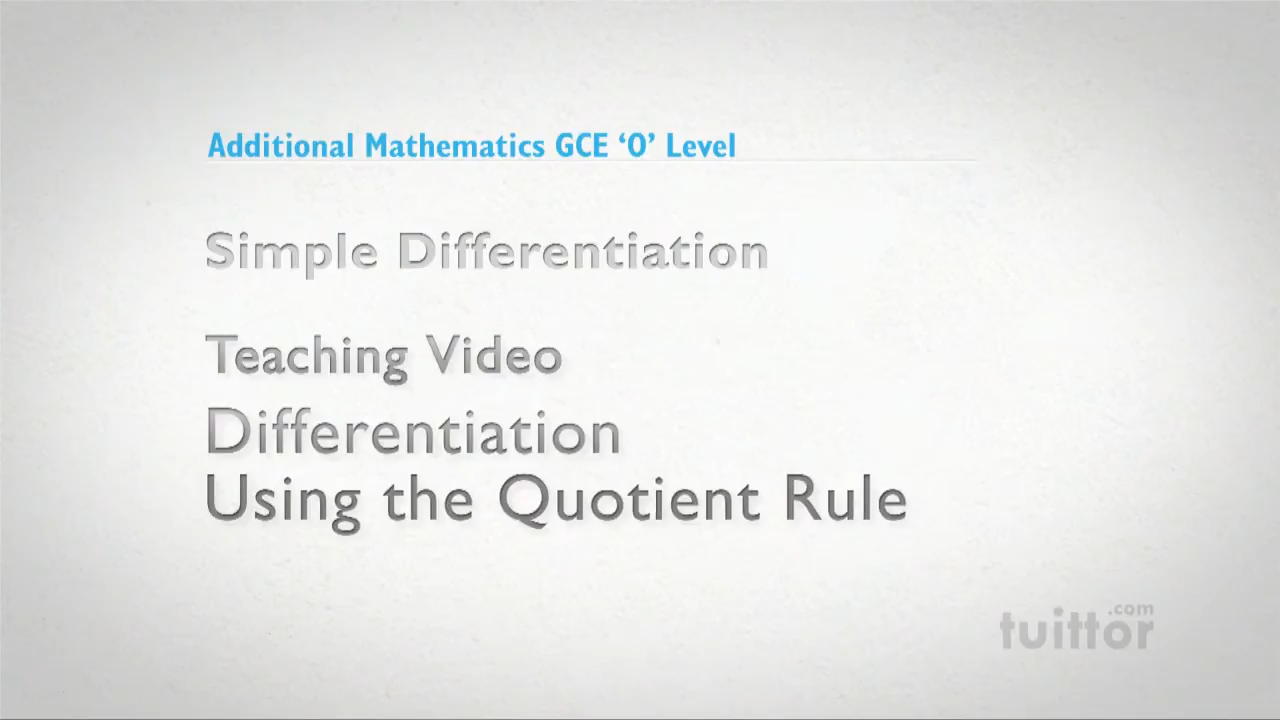 Additional Mathematics GCE ‘O’ Level
Simple Differentiation
Teaching Video
Differentiation
Using the Quotient Rule
tuittor.com